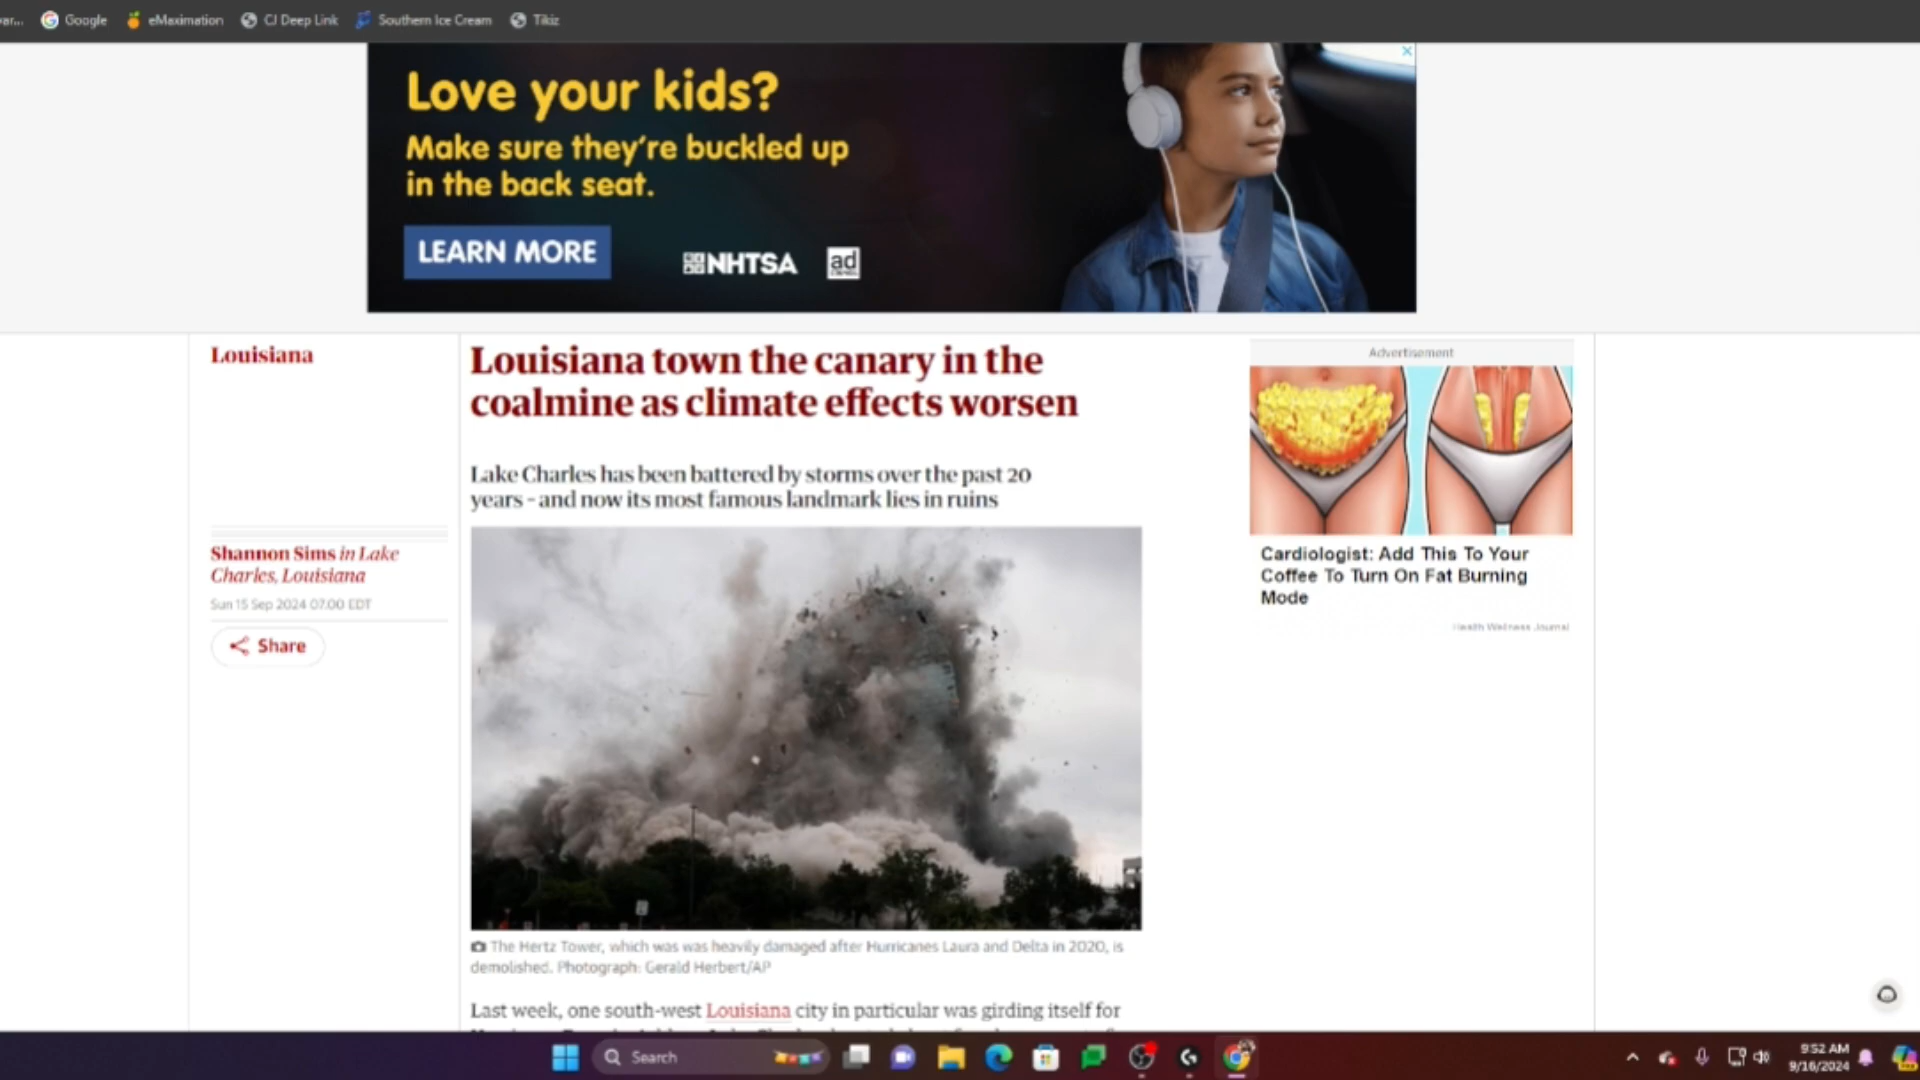 Google
eMaximation
CJ Deep Link
Southern Ice Cream
Tikiz
Love your kids?
Make sure they're buckled up
in the back seat.
LEARN MORE
NHTSA
ad
Louisiana
Louisiana town the canary in the
coalmine as climate effects worsen
Lake Charles has been battered by storms over the past 20
years - and now its most famous landmark lies in ruins
Shannon Sims in Lake
Charles, Louisiana
Sun 15 Sep 2024 07.00 EDT
Share
Advertisement
Cardiologist: Add This To Your
Coffee To Turn On Fat Burning
Mode
Health Wellness Journal
The Hertz Tower, which was was heavily damaged after Hurricanes Laura and Delta in 2020, is
demolished. Photograph: Gerald Herbert/AP
Last week, one south-west Louisiana city in particular was girding itself for
Search
9:52 AM
9/16/2024